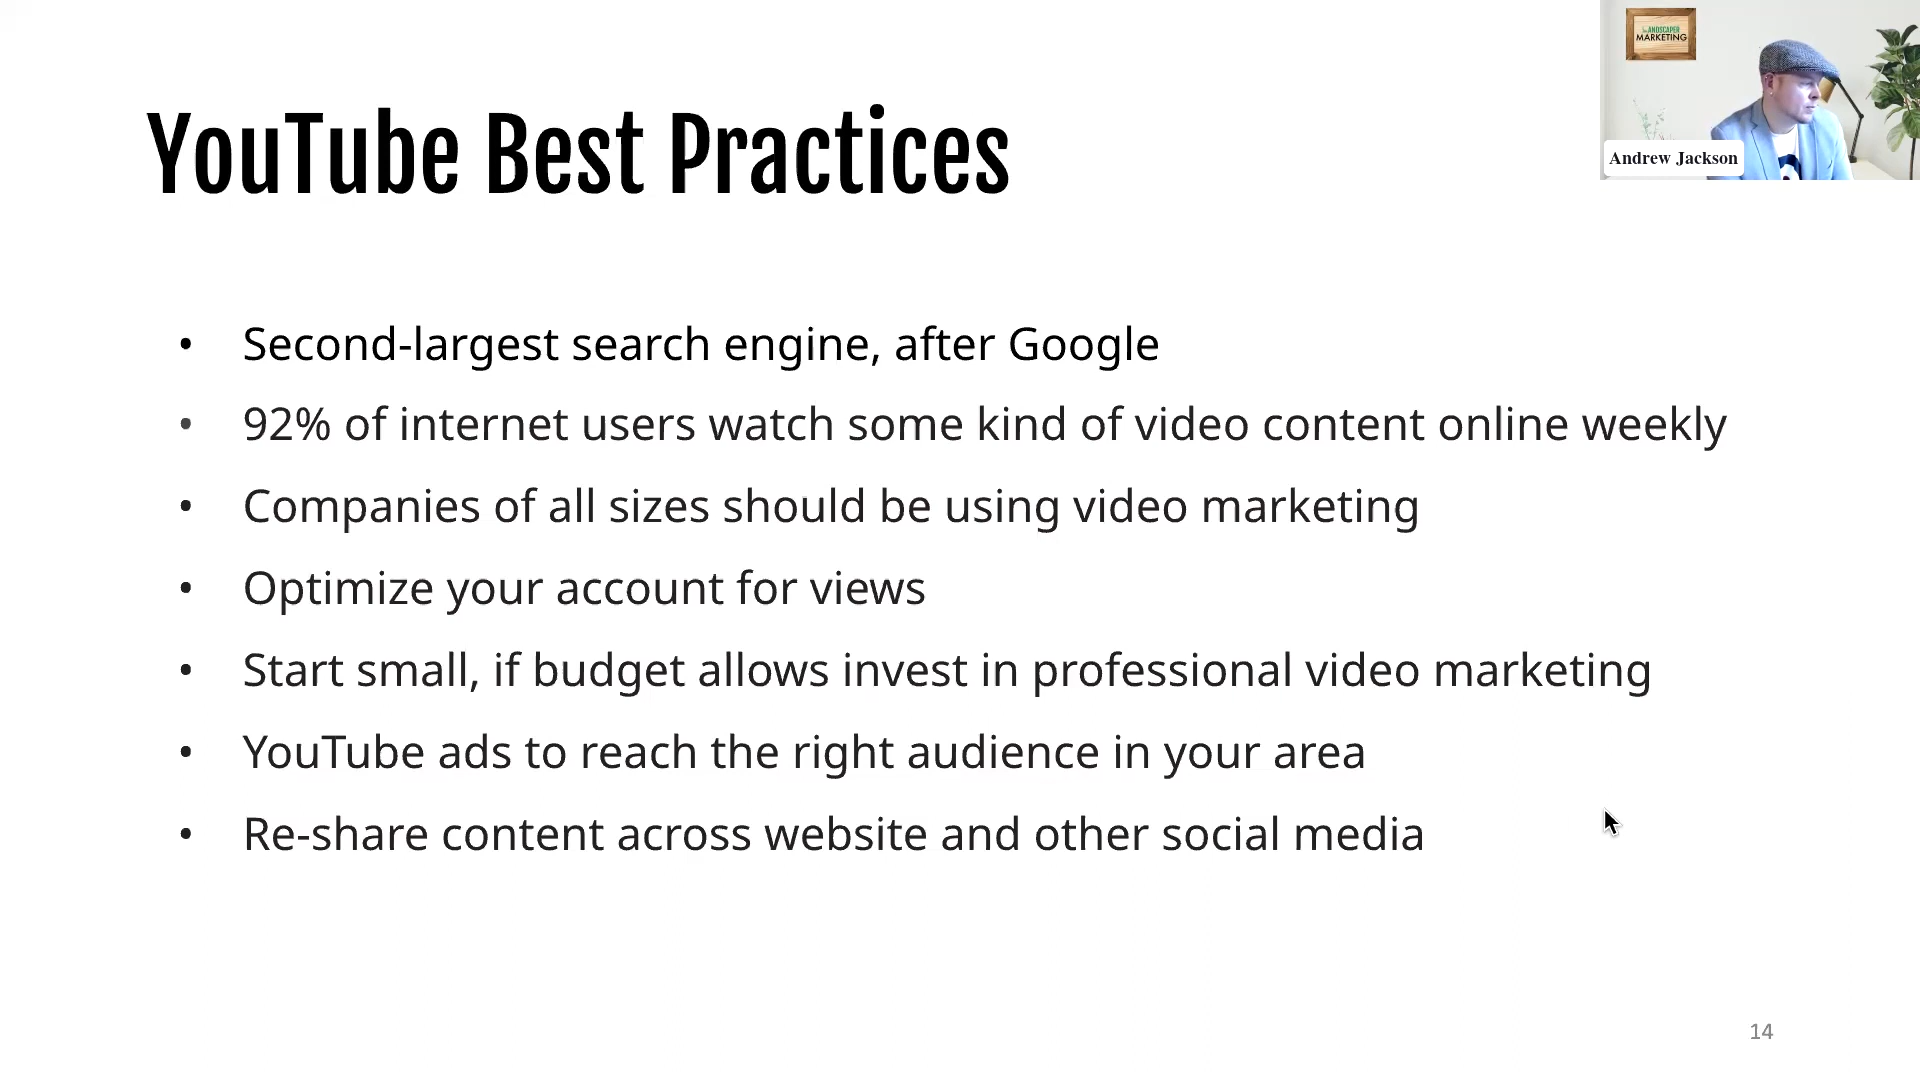 LANDSCAPER
MARKETING
Andrew Jackson
YouTube Best Practices
• Second-largest search engine, after Google
• 92% of internet users watch some kind of video content online weekly
• Companies of all sizes should be using video marketing
• Optimize your account for views
• Start small, if budget allows invest in professional video marketing
• YouTube ads to reach the right audience in your area
• Re-share content across website and other social media
14